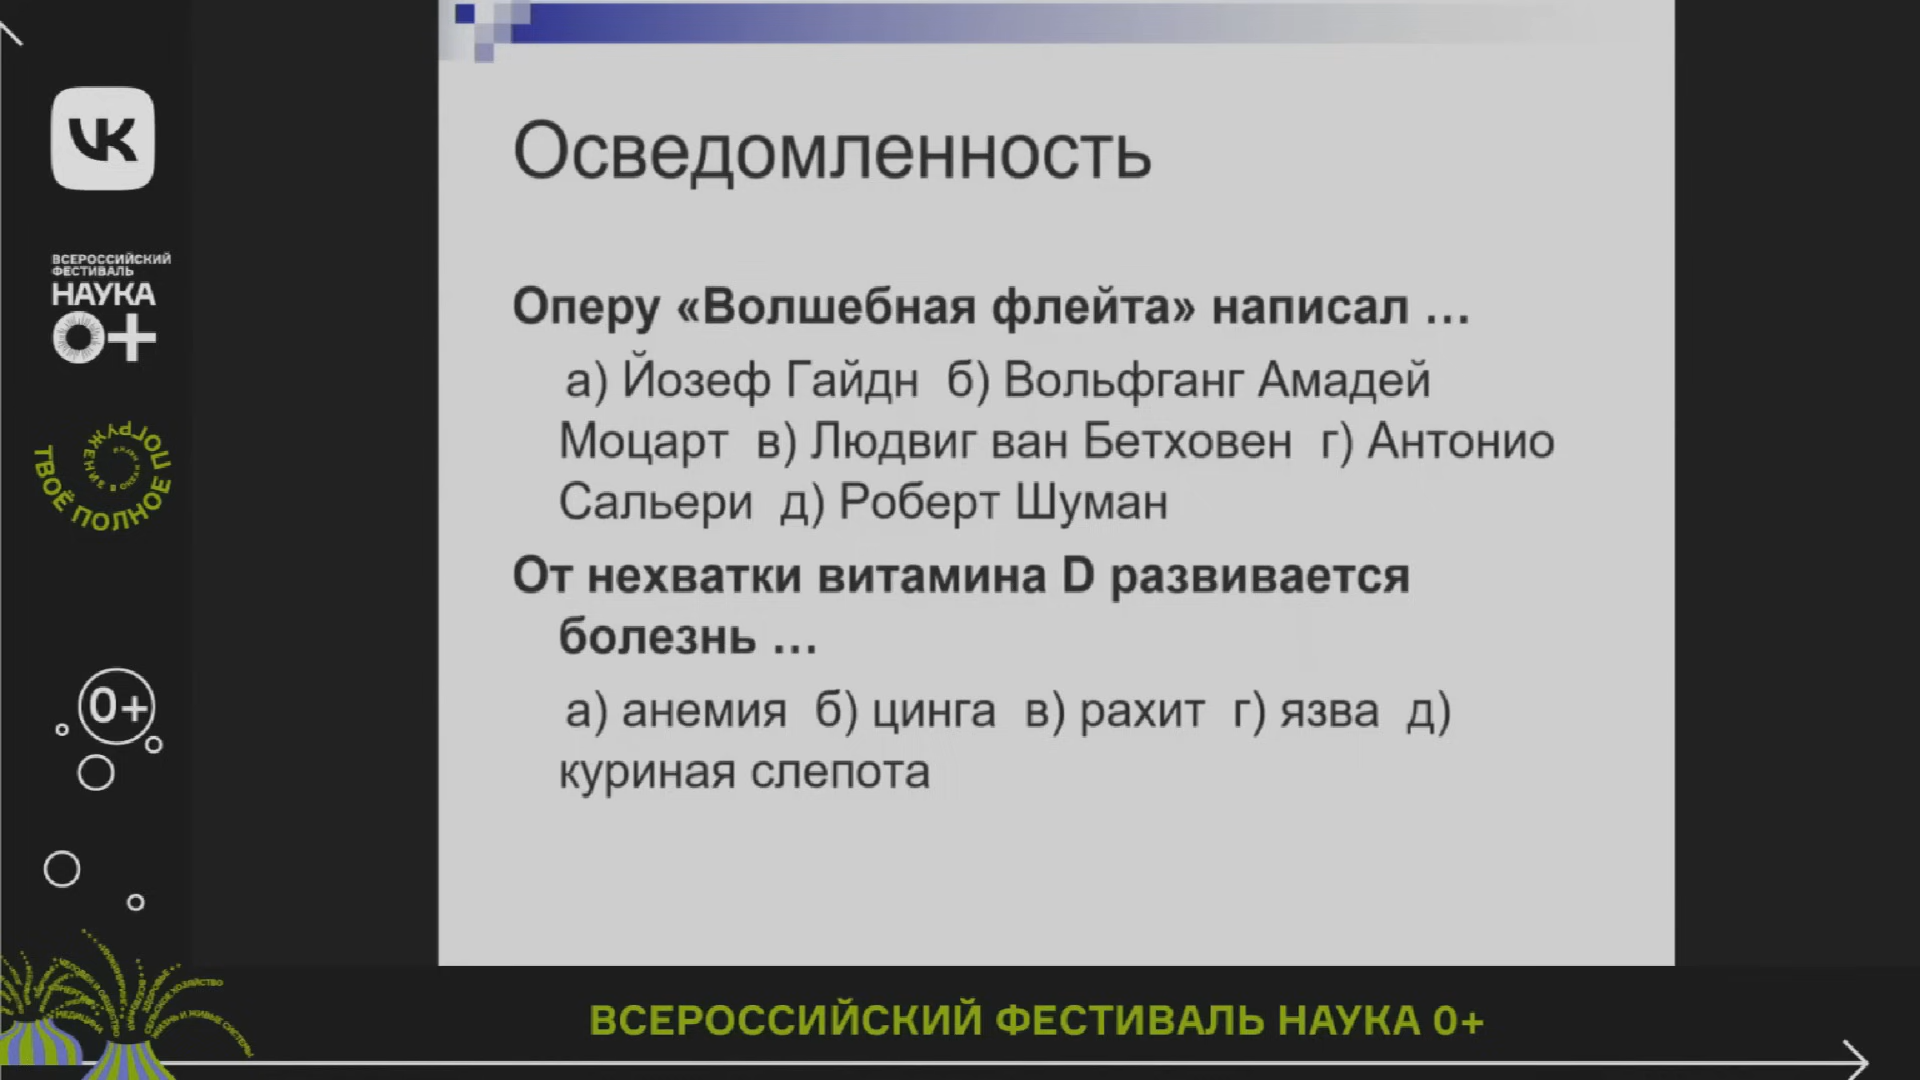 VK
ВСЕРОССИЙСКИЙ
ФЕСТИВАЛЬ
НАУКА
0+
ТВОЁ ПОЛНОЕ ПОГРУЖЕНИЕ
0+
Осведомленность
Оперу «Волшебная флейта» написал ...
а) Йозеф Гайдн б) Вольфганг Амадей
Моцарт в) Людвиг ван Бетховен г) Антонио
Сальери д) Роберт Шуман
От нехватки витамина D развивается
болезнь ...
а) анемия б) цинга в) рахит г) язва д)
куриная слепота
ВСЕРОССИЙСКИЙ ФЕСТИВАЛЬ НАУКА 0+